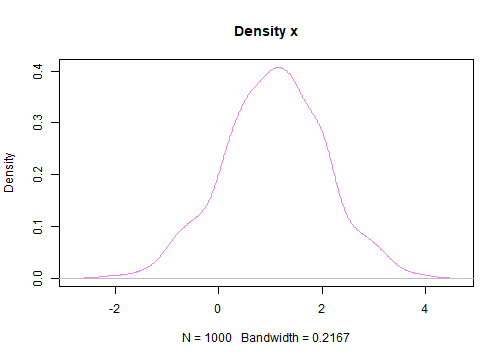 Density x
Density
0.0 0.1 0.2 0.3 0.4
-2 0 2 4
N = 1000 Bandwidth = 0.2167